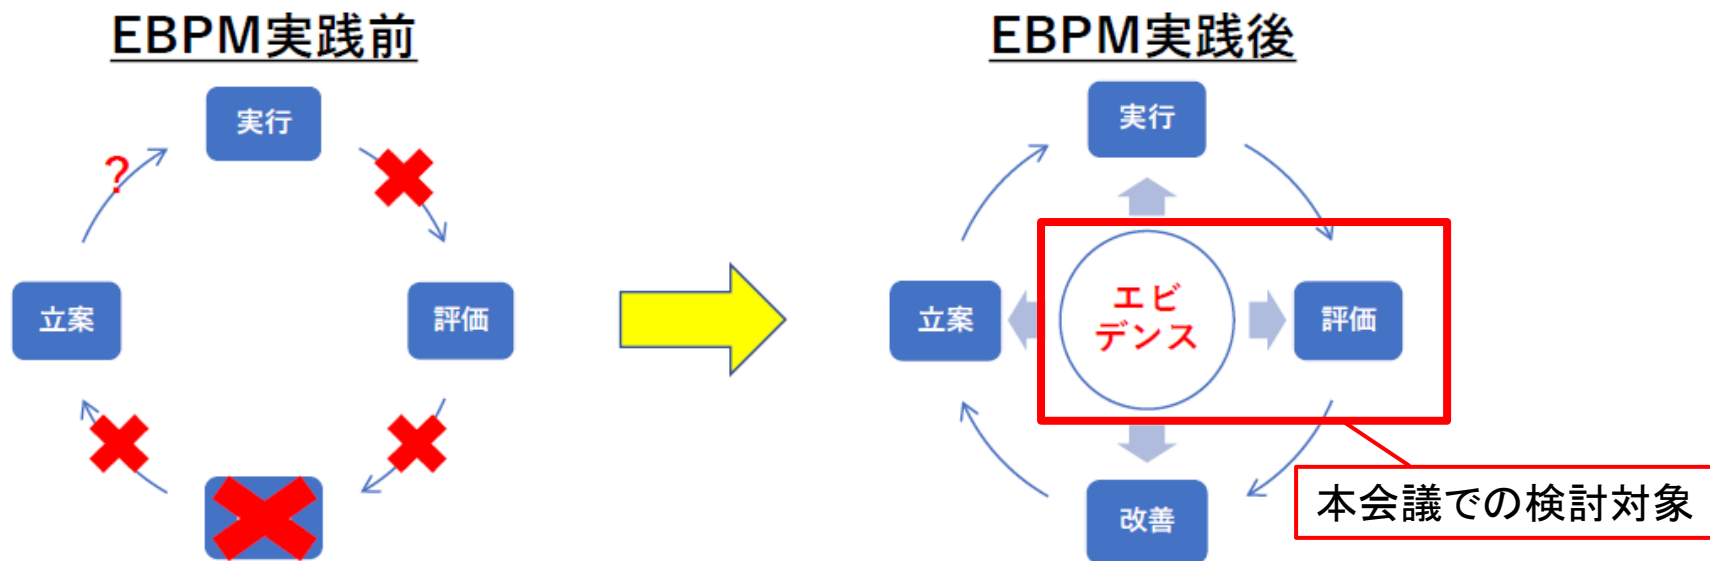 EBPM実践前
実行
?
立案
評価
EBPM実践後
実行
立案
エビ
デンス
評価
改善
本会議での検討対象